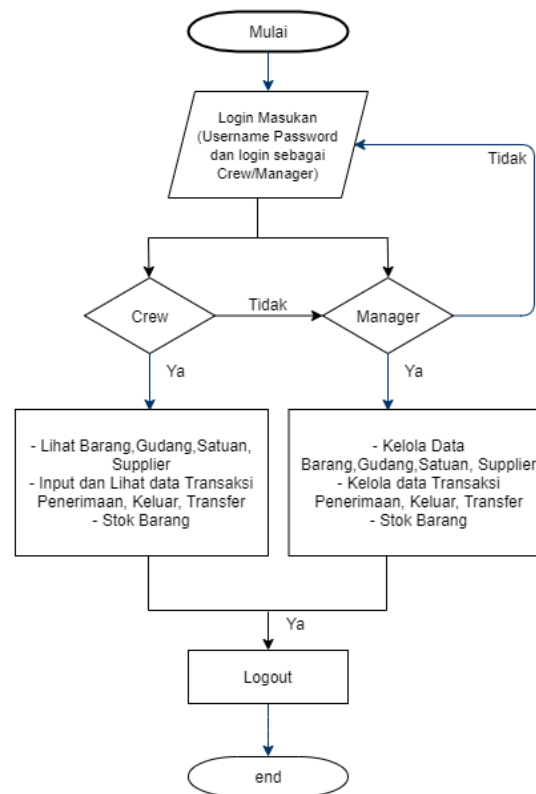 Mulai
Login Masukan
(Username Password
dan login sebagai
Crew/Manager)
Tidak
Crew
Tidak
Manager
Ya
Ya
- Lihat Barang,Gudang,Satuan,
Supplier
- Input dan Lihat data Transaksi
Penerimaan, Keluar, Transfer
- Stok Barang
- Kelola Data
Barang,Gudang,Satuan, Supplier
- Kelola data Transaksi
Penerimaan, Keluar, Transfer
- Stok Barang
Ya
Logout
end